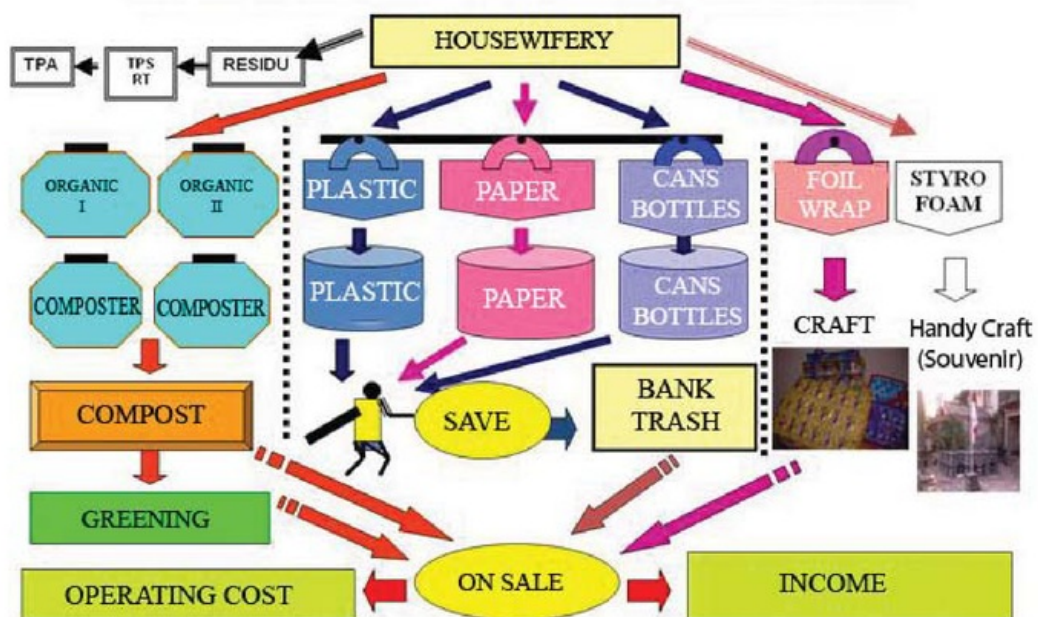 HOUSEWIFERY
TPA
TPS
RT
RESIDU
ORGANIC
I
ORGANIC
II
PLASTIC
PAPER
CANS
BOTTLES
FOIL
WRAP
STYRO
FOAM
COMPOSTER
COMPOSTER
PLASTIC
PAPER
CANS
BOTTLES
CRAFT
Handy Craft
(Souvenir)
COMPOST
SAVE
BANK
TRASH
GREENING
ON SALE
OPERATING COST
INCOME